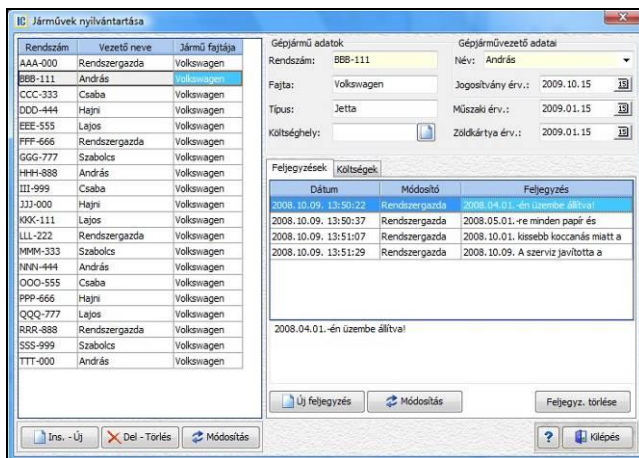 Járművek nyilvántartása
Rendszám Vezető neve Jármű fajtája
AAA-000 Rendszergazda Volkswagen
BBB-111 András Volkswagen
CCC-333 Csaba Volkswagen
DDD-444 Hajni Volkswagen
EEE-555 Lajos Volkswagen
FFF-666 Rendszergazda Volkswagen
GGG-777 Szabolcs Volkswagen
HHH-888 András Volkswagen
III-999 Csaba Volkswagen
JJJ-000 Hajni Volkswagen
KKK-111 Lajos Volkswagen
LLL-222 Rendszergazda Volkswagen
MMM-333 Szabolcs Volkswagen
NNN-444 András Volkswagen
OOO-555 Csaba Volkswagen
PPP-666 Hajni Volkswagen
QQQ-777 Lajos Volkswagen
RRR-888 Rendszergazda Volkswagen
SSS-999 Szabolcs Volkswagen
TTT-000 András Volkswagen
Ins. - Új Del - Törlés Módosítás
Gépjármű adatok
Rendszám: BBB-111
Fajta: Volkswagen
Típus: Jetta
Költséghely:
Gépjárművezető adatai
Név: András
Jogosítvány érv.: 2009.10.15 15
Műszaki érv.: 2009.01.15 15
Zöldkártya érv.: 2009.01.15 15
Feljegyzések Költségek
Dátum Módosító Feljegyzés
2008.10.09. 13:50:22 Rendszergazda 2008.04.01.-én üzembe állítva!
2008.10.09. 13:50:37 Rendszergazda 2008.05.01.-re minden papír és
2008.10.09. 13:51:07 Rendszergazda 2008.10.01. kissebb koccanás miatt a
2008.10.09. 13:51:29 Rendszergazda 2008.10.09. A szerviz javította a
2008.04.01.-én üzembe állítva!
Új feljegyzés Módosítás Feljegyz. törlése
? Kilépés